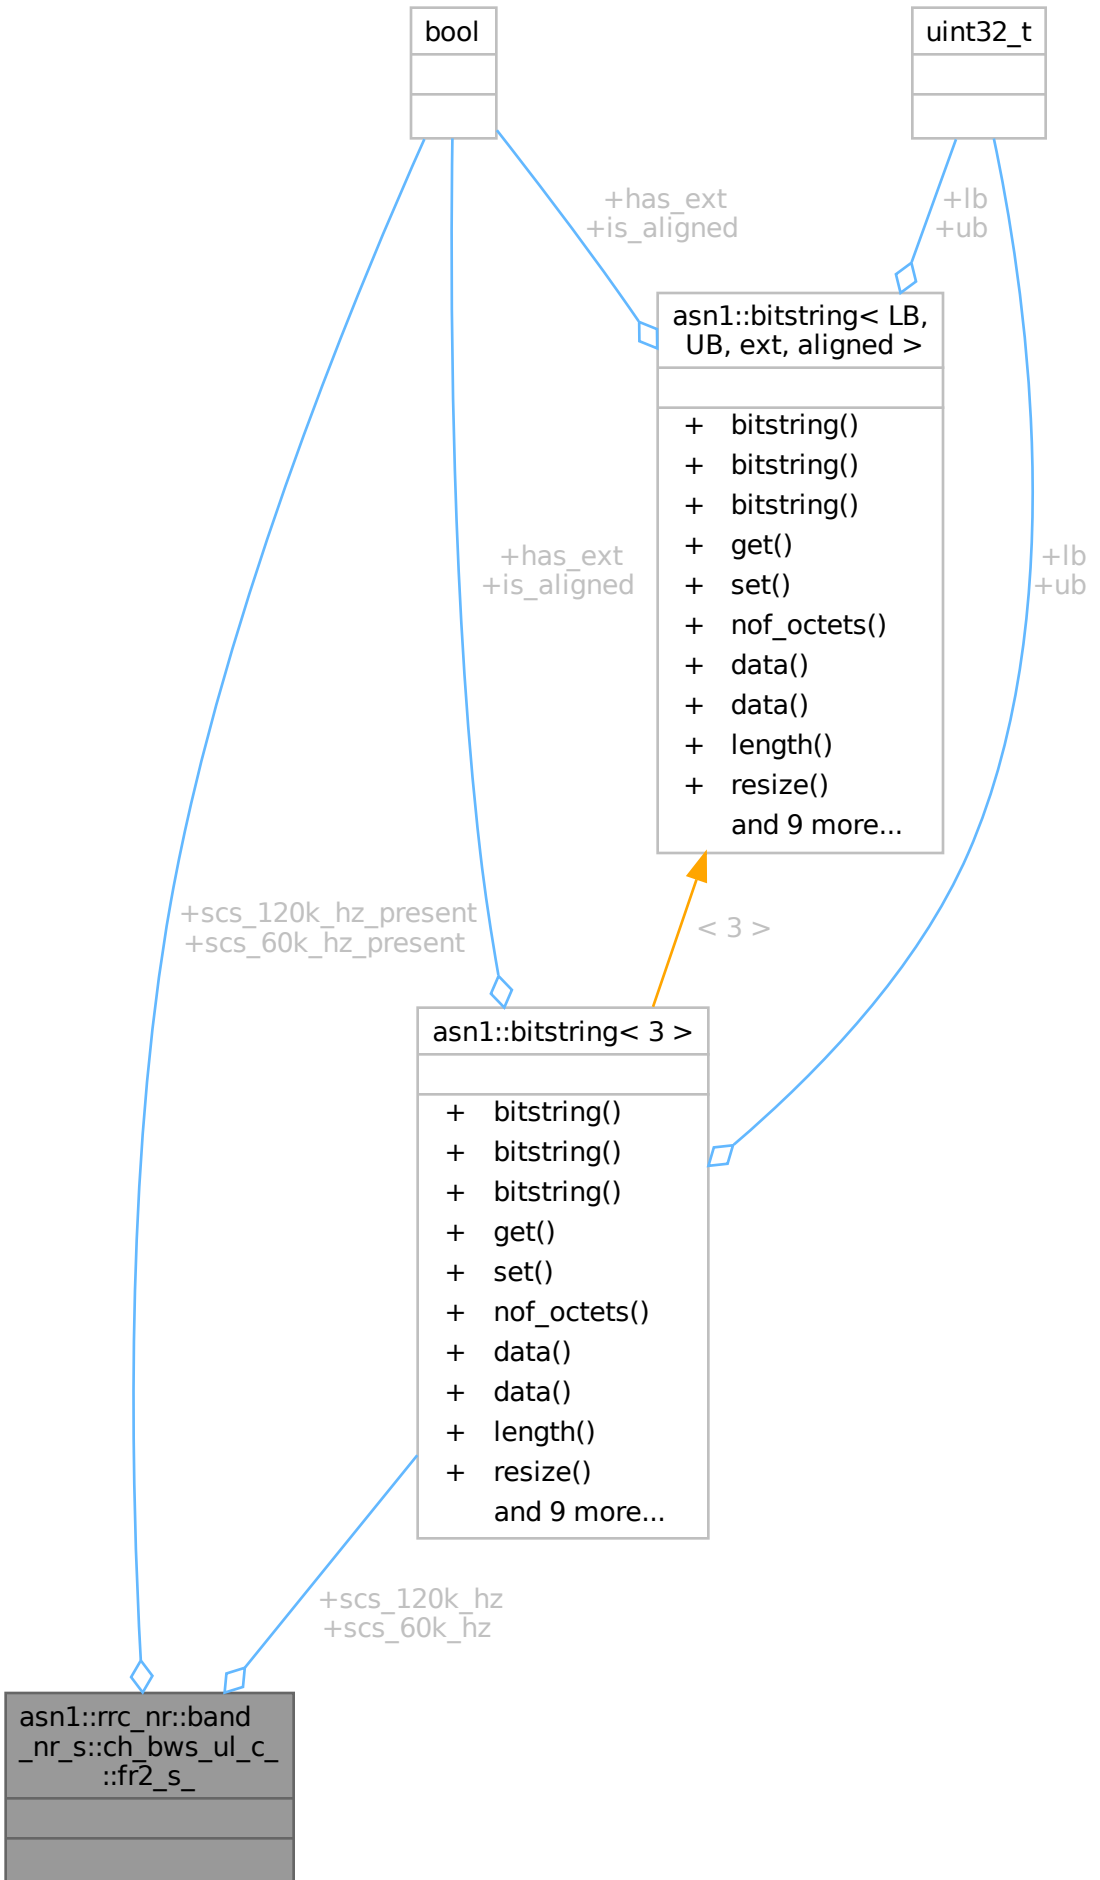 bool
uint32_t
+has_ext
+is_aligned
+lb
+ub
asn1::bitstring< LB,
UB, ext, aligned >
+ bitstring()
+ bitstring()
+ bitstring()
+ get()
+ set()
+ nof_octets()
+ data()
+ data()
+ length()
+ resize()
and 9 more...
+has_ext
+is_aligned
+lb
+ub
+scs_120k_hz_present
+scs_60k_hz_present
< 3 >
asn1::bitstring< 3 >
+ bitstring()
+ bitstring()
+ bitstring()
+ get()
+ set()
+ nof_octets()
+ data()
+ data()
+ length()
+ resize()
and 9 more...
+scs_120k_hz
+scs_60k_hz
asn1::rrc_nr::band
_nr_s::ch_bws_ul_c_
::fr2_s_